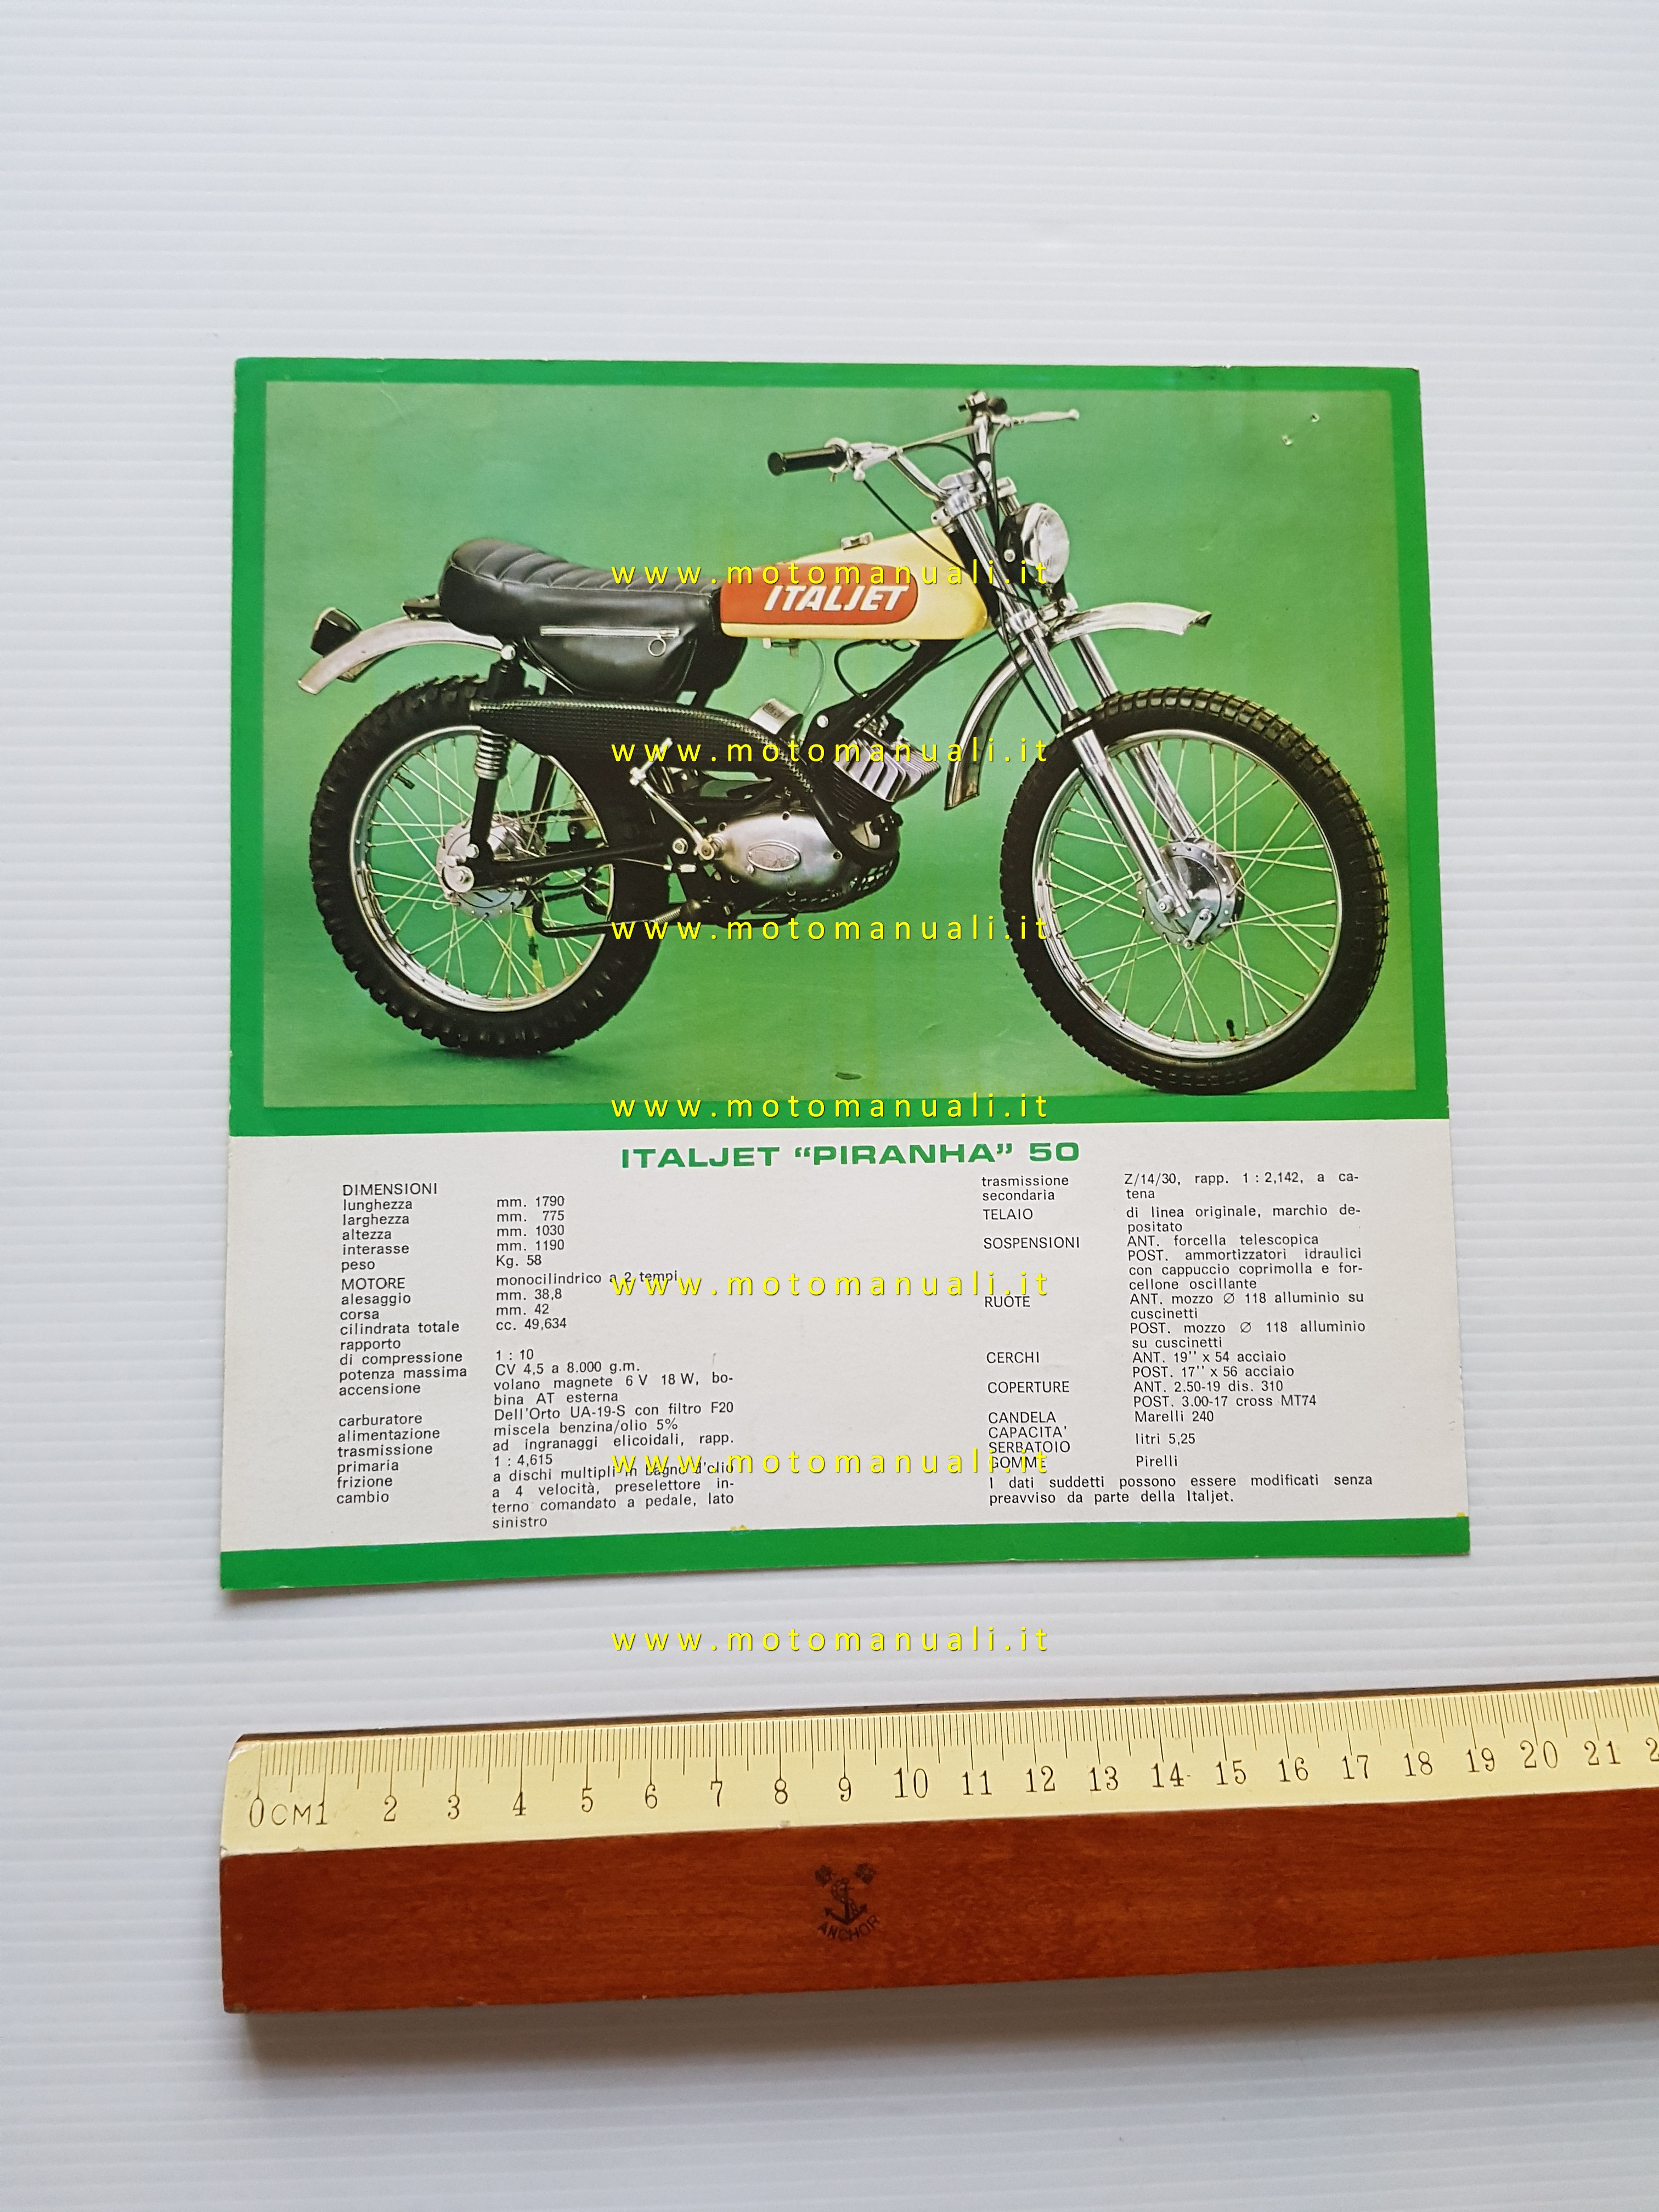 www.motomanuali.it
ITALJET
www.motomanuali.it
www.motomanuali.it
www.motomanuali.it
ITALJET “PIRANHA” 50
DIMENSIONI
lunghezza mm. 1790
larghezza mm. 775
altezza mm. 1030
interasse mm. 1190
peso Kg. 58
MOTORE monocilindrico a 2 tempi
alesaggio mm. 38,8
corsa mm. 42
cilindrata totale cc. 49,634
rapporto
di compressione 1 : 10
potenza massima CV 4,5 a 8.000 g.m.
accensione volano magnete 6 V 18 W, bo-
bina AT esterna
carburatore Dell'Orto UA-19-S con filtro F20
alimentazione miscela benzina/olio 5%
trasmissione ad ingranaggi elicoidali, rapp.
primaria 1 : 4,615
frizione a dischi multipli in bagno d'olio
cambio a 4 velocità, preselettore in-
terno comandato a pedale, lato
sinistro
trasmissione Z/14/30, rapp. 1 : 2,142, a ca-
secondaria tena
TELAIO di linea originale, marchio de-
positato
SOSPENSIONI ANT. forcella telescopica
POST. ammortizzatori idraulici
con cappuccio coprimolla e for-
cellone oscillante
RUOTE ANT. mozzo Ø 118 alluminio su
cuscinetti
POST. mozzo Ø 118 alluminio
su cuscinetti
CERCHI ANT. 19'' x 54 acciaio
POST. 17'' x 56 acciaio
COPERTURE ANT. 2.50-19 dis. 310
POST. 3.00-17 cross MT74
CANDELA Marelli 240
CAPACITA'
SERBATOIO litri 5,25
GOMME Pirelli
I dati suddetti possono essere modificati senza
preavviso da parte della Italjet.
www.motomanuali.it
www.motomanuali.it
www.motomanuali.it
0CM1 2 3 4 5 6 7 8 9 10 11 12 13 14 15 16 17 18 19 20 21
ANCHOR